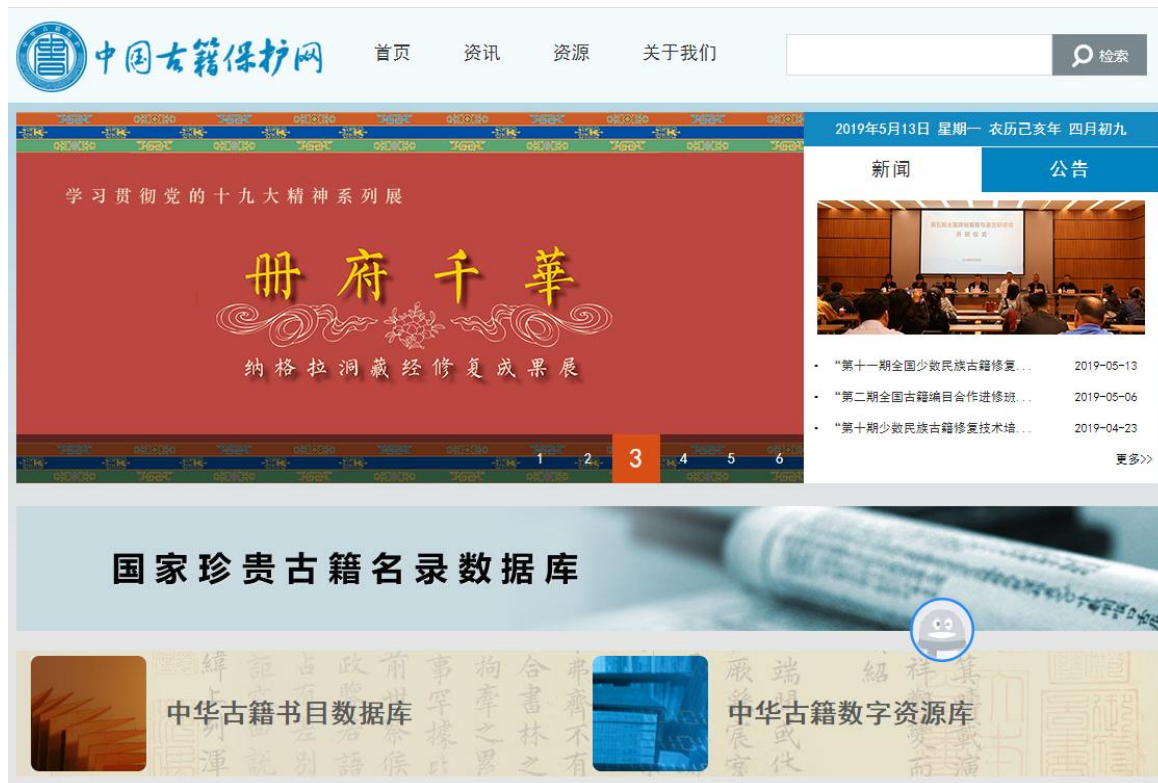 中国古籍保护网
首页 资讯 资源 关于我们
检索
学习贯彻党的十九大精神系列展
册府千華
纳格拉洞藏经修复成果展
1 2 3 4 5 6
2019年5月13日 星期一 农历己亥年 四月初九
新闻 公告
“第十一期全国少数民族古籍修复... 2019-05-13
“第二期全国古籍编目合作进修班... 2019-05-06
“第十期少数民族古籍修复技术培... 2019-04-23
更多>>
国家珍贵古籍名录数据库
中华古籍书目数据库
中华古籍数字资源库